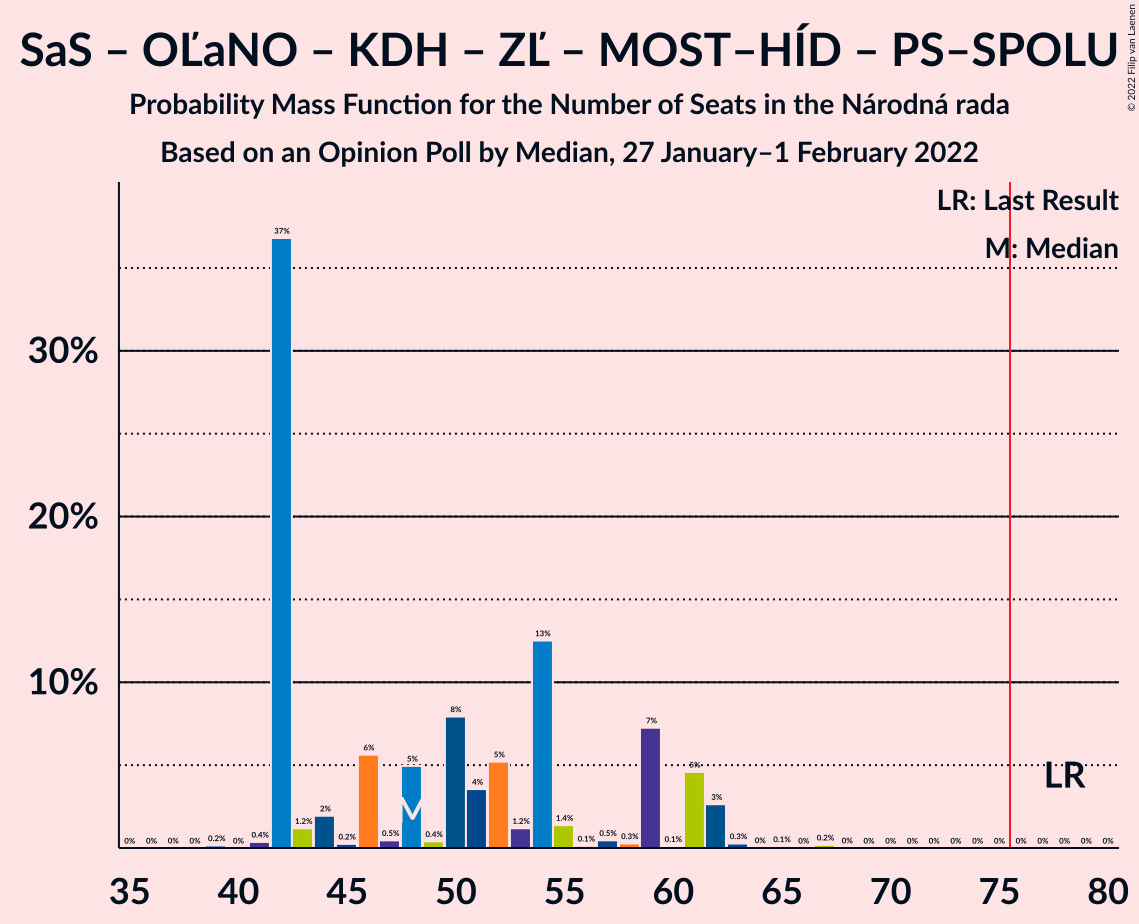 SaS – OĽaNO – KDH – ZĽ – MOST–HÍD – PS–SPOLU
Probability Mass Function for the Number of Seats in the Národná rada
Based on an Opinion Poll by Median, 27 January–1 February 2022
© 2022 Filip van Laenen
LR: Last Result
M: Median
30%
20%
10%
0% 0% 0% 0% 0.2% 0% 0.4% 37% 1.2% 2% 0.2% 6% 0.5% 5% 0.4% 8% 4% 5% 1.2% 13% 1.4% 0.1% 0.5% 0.3% 7% 0.1% 5% 3% 0.3% 0% 0.1% 0% 0.2% 0% 0% 0% 0% 0% 0% 0% 0% 0% 0% 0% 0% 0%
M
LR
35 40 45 50 55 60 65 70 75 80